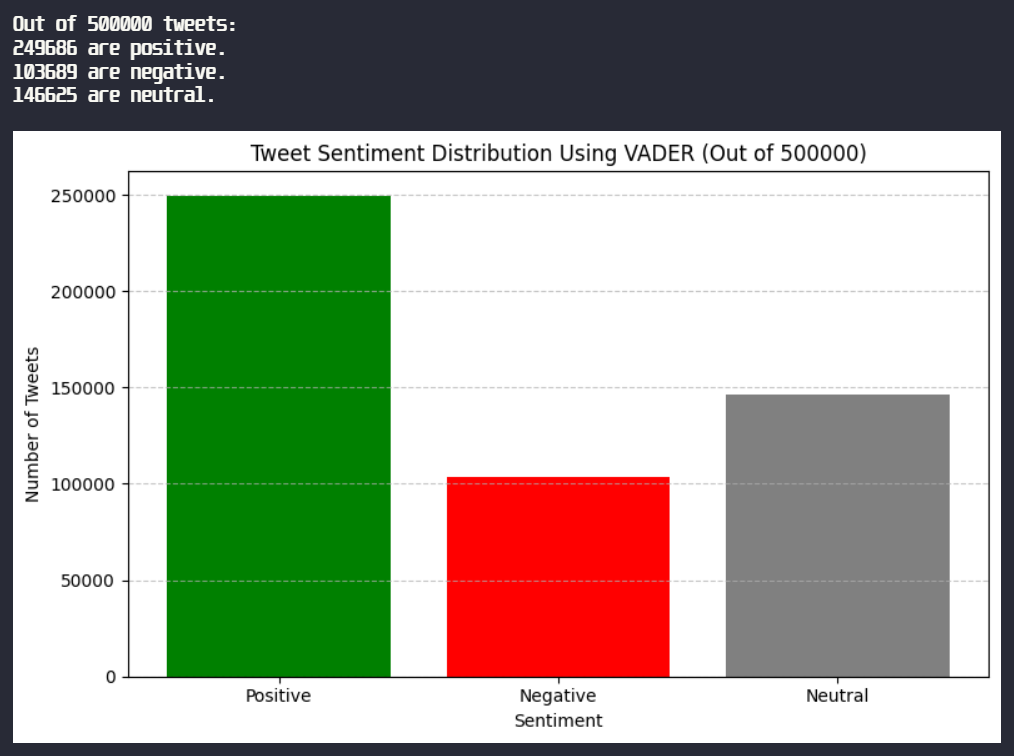 Out of 500000 tweets:
249686 are positive.
103689 are negative.
146625 are neutral.
Tweet Sentiment Distribution Using VADER (Out of 500000)
250000
200000
150000
100000
50000
0
Number of Tweets
Positive Negative Neutral
Sentiment